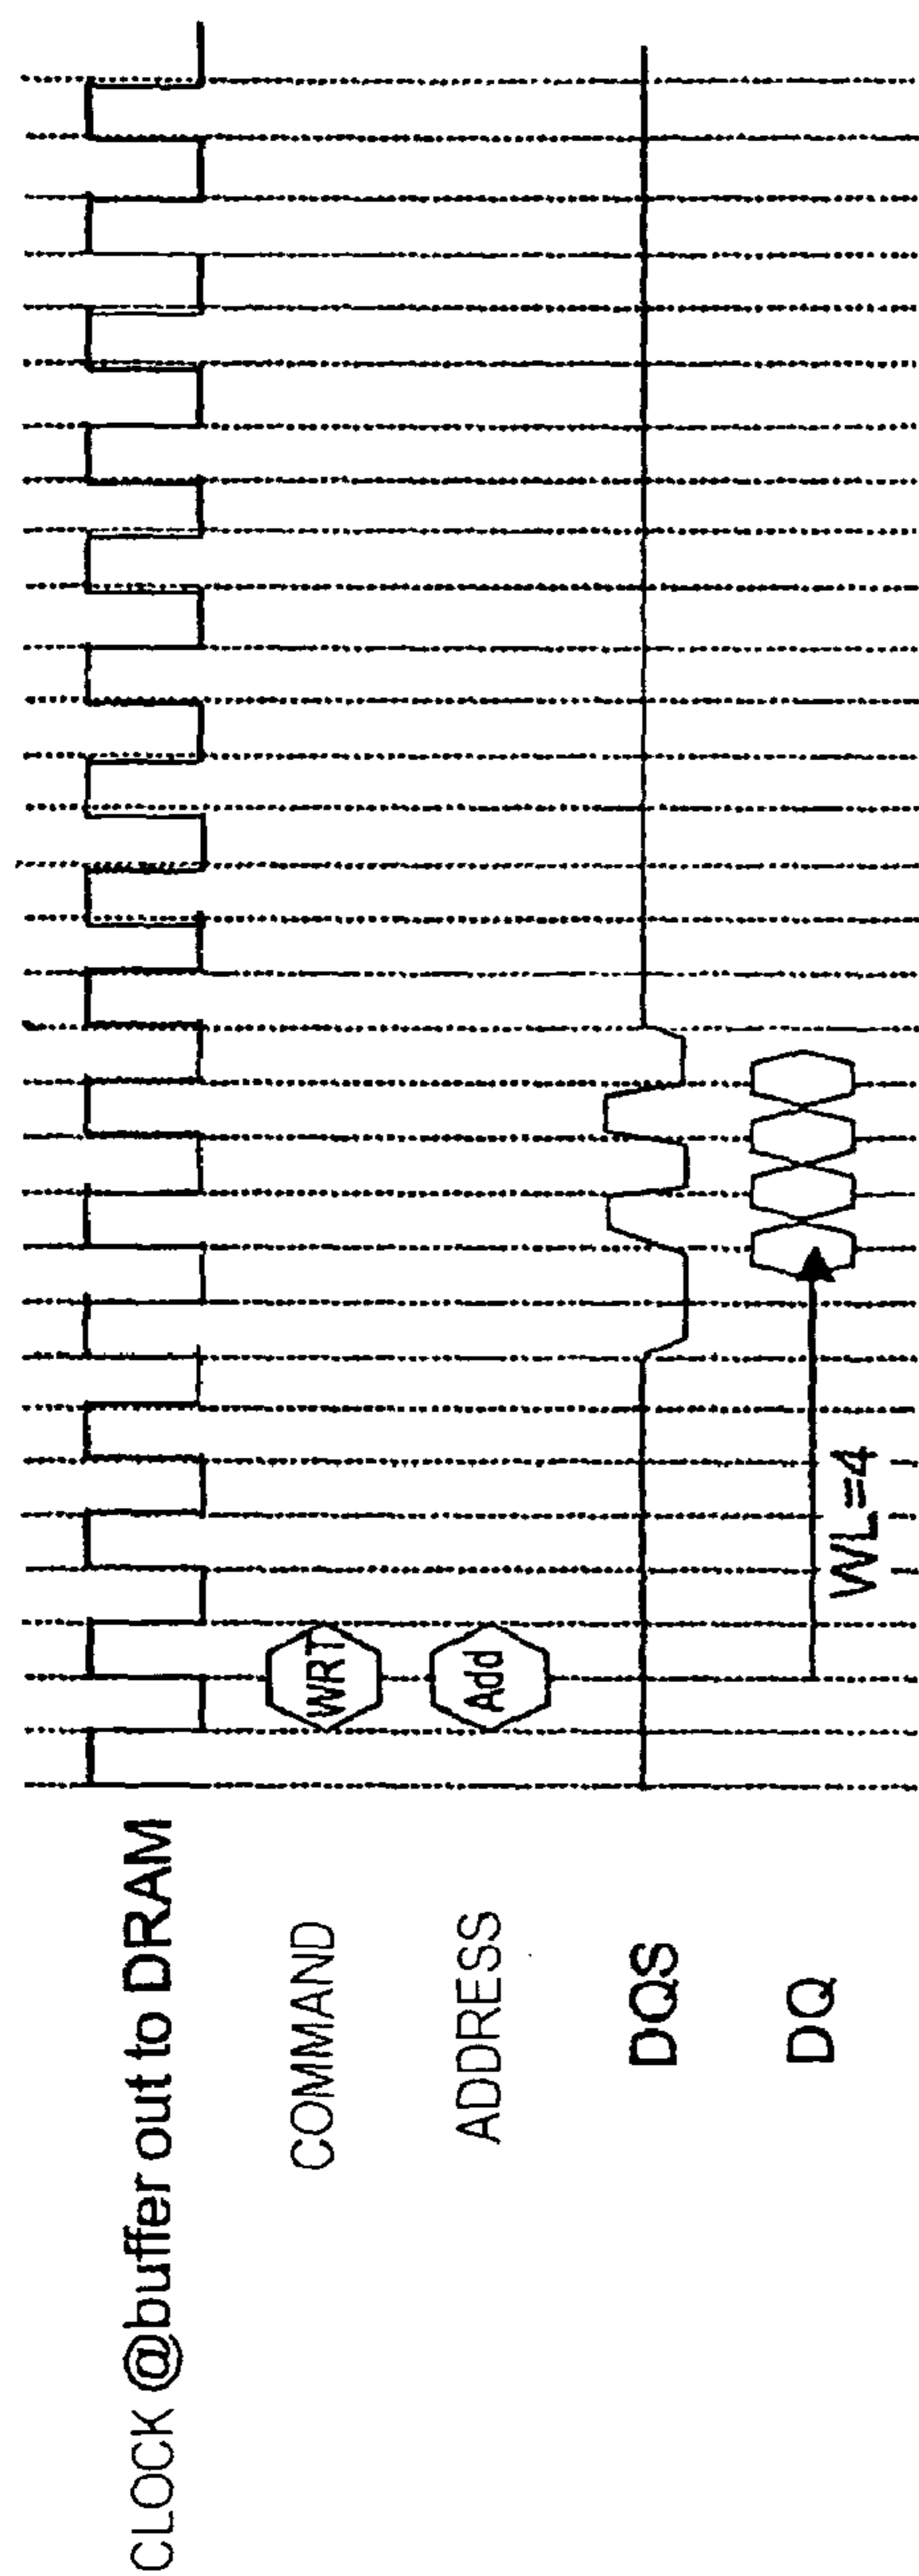 CLOCK @buffer out to DRAM
COMMAND
WRT
ADDRESS
Add
DQS
DQ
WL=4